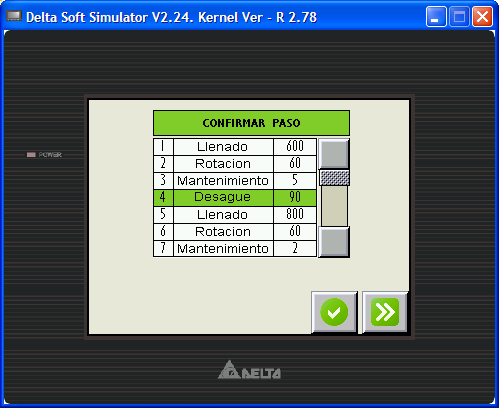 Delta Soft Simulator V2.24. Kernel Ver - R 2.78
CONFIRMAR PASO
1 Llenado 600
2 Rotacion 60
3 Mantenimiento 5
4 Desague 90
5 Llenado 800
6 Rotacion 60
7 Mantenimiento 2
POWER
DELTA